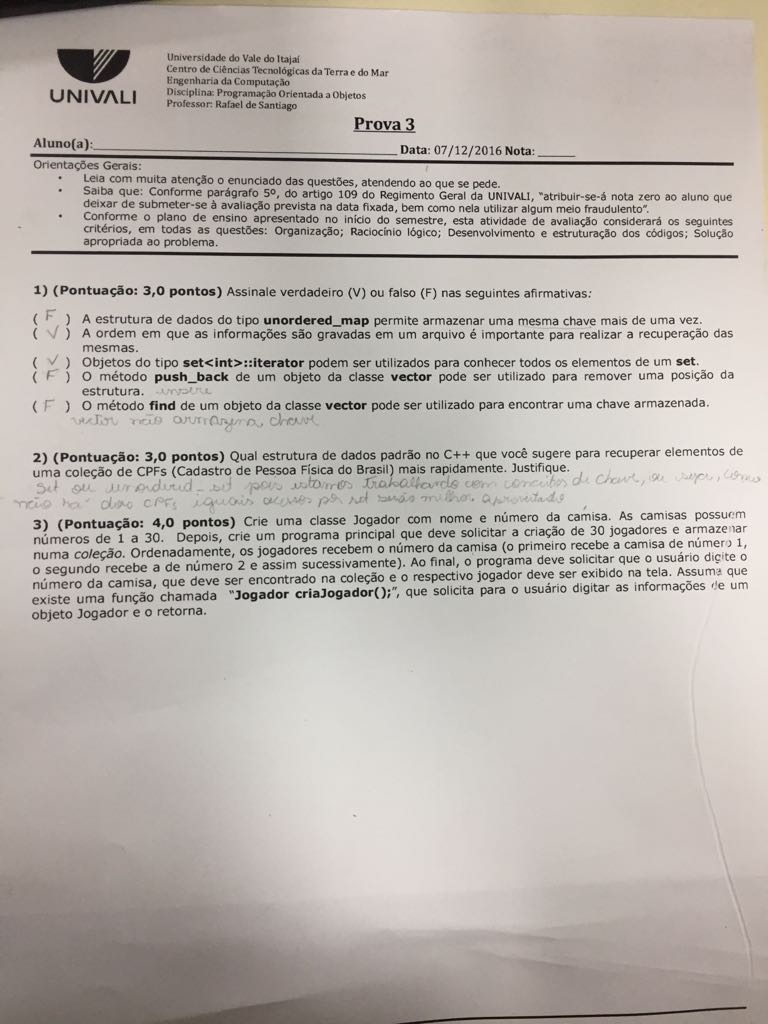 UNIVALI
Universidade do Vale do Itajaí
Centro de Ciências Tecnológicas da Terra e do Mar
Engenharia da Computação
Disciplina: Programação Orientada a Objetos
Professor: Rafael de Santiago
Prova 3
Aluno(a): Data: 07/12/2016 Nota:
Orientações Gerais:
• Leia com muita atenção o enunciado das questões, atendendo ao que se pede.
• Saiba que: Conforme parágrafo 5º, do artigo 109 do Regimento Geral da UNIVALI, “atribuir-se-á nota zero ao aluno que
deixar de submeter-se à avaliação prevista na data fixada, bem como nela utilizar algum meio fraudulento”.
• Conforme o plano de ensino apresentado no início do semestre, esta atividade de avaliação considerará os seguintes
critérios, em todas as questões: Organização; Raciocínio lógico; Desenvolvimento e estruturação dos códigos; Solução
apropriada ao problema.
1) (Pontuação: 3,0 pontos) Assinale verdadeiro (V) ou falso (F) nas seguintes afirmativas:
( F ) A estrutura de dados do tipo unordered_map permite armazenar uma mesma chave mais de uma vez.
( V ) A ordem em que as informações são gravadas em um arquivo é importante para realizar a recuperação das
mesmas.
( V ) Objetos do tipo set<int>::iterator podem ser utilizados para conhecer todos os elementos de um set.
( F ) O método push_back de um objeto da classe vector pode ser utilizado para remover uma posição da
estrutura. insere
( F ) O método find de um objeto da classe vector pode ser utilizado para encontrar uma chave armazenada.
vector não armazena chave
2) (Pontuação: 3,0 pontos) Qual estrutura de dados padrão no C++ que você sugere para recuperar elementos de
uma coleção de CPFs (Cadastro de Pessoa Física do Brasil) mais rapidamente. Justifique.
Set ou unordered_set pois estamos trabalhando com conceitos de chave, ou seja, como
não há dois CPFs iguais acessos por set serão melhor aproveitado
3) (Pontuação: 4,0 pontos) Crie uma classe Jogador com nome e número da camisa. As camisas possuem
números de 1 a 30. Depois, crie um programa principal que deve solicitar a criação de 30 jogadores e armazenar
numa coleção. Ordenadamente, os jogadores recebem o número da camisa (o primeiro recebe a camisa de número 1,
o segundo recebe a de número 2 e assim sucessivamente). Ao final, o programa deve solicitar que o usuário digite o
número da camisa, que deve ser encontrado na coleção e o respectivo jogador deve ser exibido na tela. Assuma que
existe uma função chamada “Jogador criaJogador();”, que solicita para o usuário digitar as informações de um
objeto Jogador e o retorna.